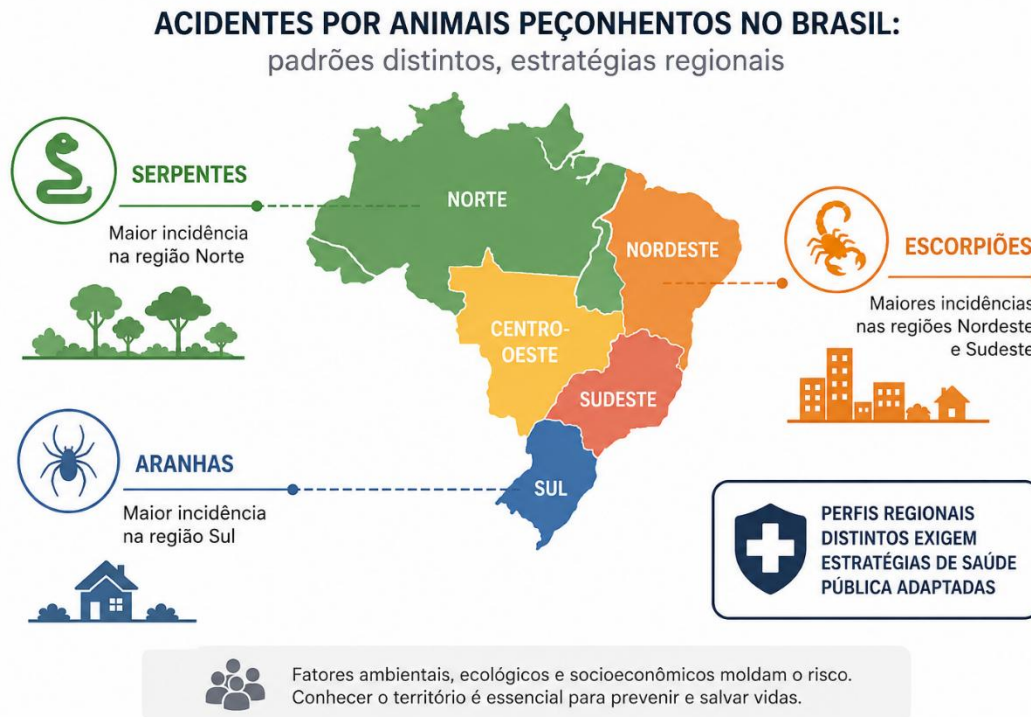 ACIDENTES POR ANIMAIS PEÇONHENTOS NO BRASIL:
padrões distintos, estratégias regionais
SERPENTES
Maior incidência
na região Norte
NORTE
NORDESTE
CENTRO-
OESTE
SUDESTE
SUL
ESCORPIÕES
Maiores incidências
nas regiões Nordeste
e Sudeste
ARANHAS
Maior incidência
na região Sul
PERFIS REGIONAIS
DISTINTOS EXIGEM
ESTRATÉGIAS DE SAÚDE
PÚBLICA ADAPTADAS
Fatores ambientais, ecológicos e socioeconômicos moldam o risco.
Conhecer o território é essencial para prevenir e salvar vidas.